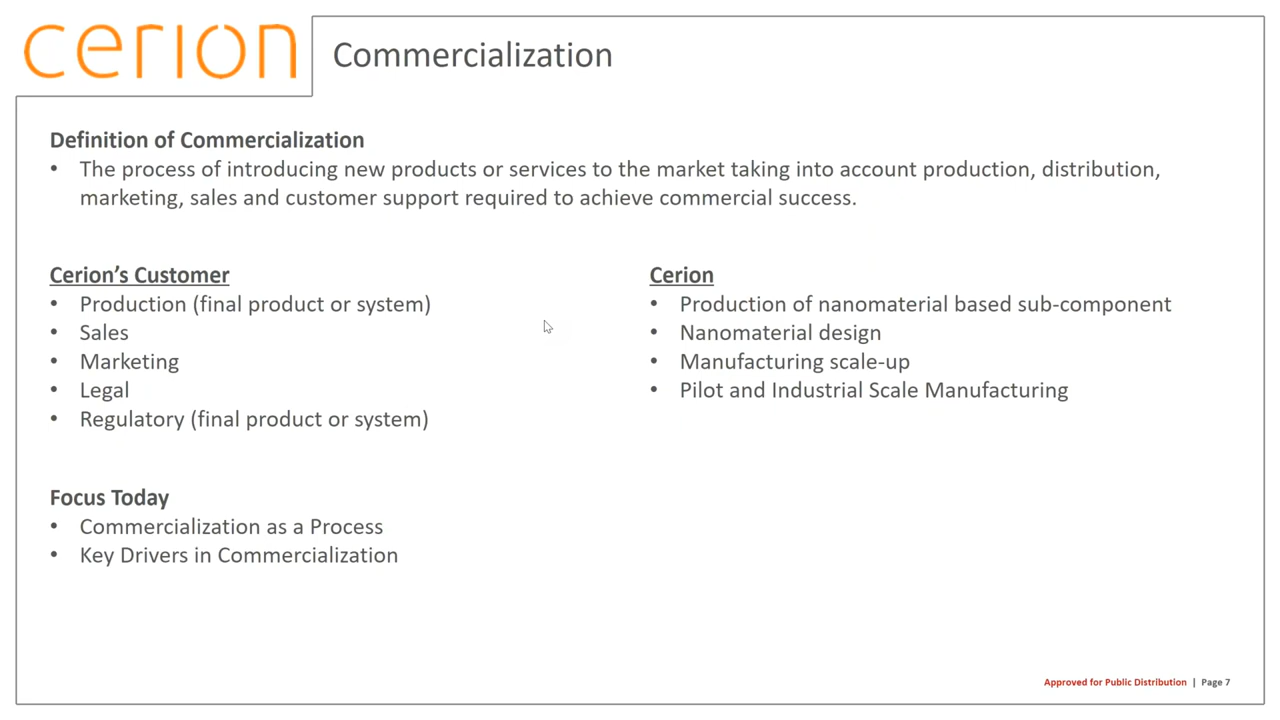 cerion
Commercialization
Definition of Commercialization
• The process of introducing new products or services to the market taking into account production, distribution,
marketing, sales and customer support required to achieve commercial success.
Cerion’s Customer
• Production (final product or system)
• Sales
• Marketing
• Legal
• Regulatory (final product or system)
Cerion
• Production of nanomaterial based sub-component
• Nanomaterial design
• Manufacturing scale-up
• Pilot and Industrial Scale Manufacturing
Focus Today
• Commercialization as a Process
• Key Drivers in Commercialization
Approved for Public Distribution | Page 7